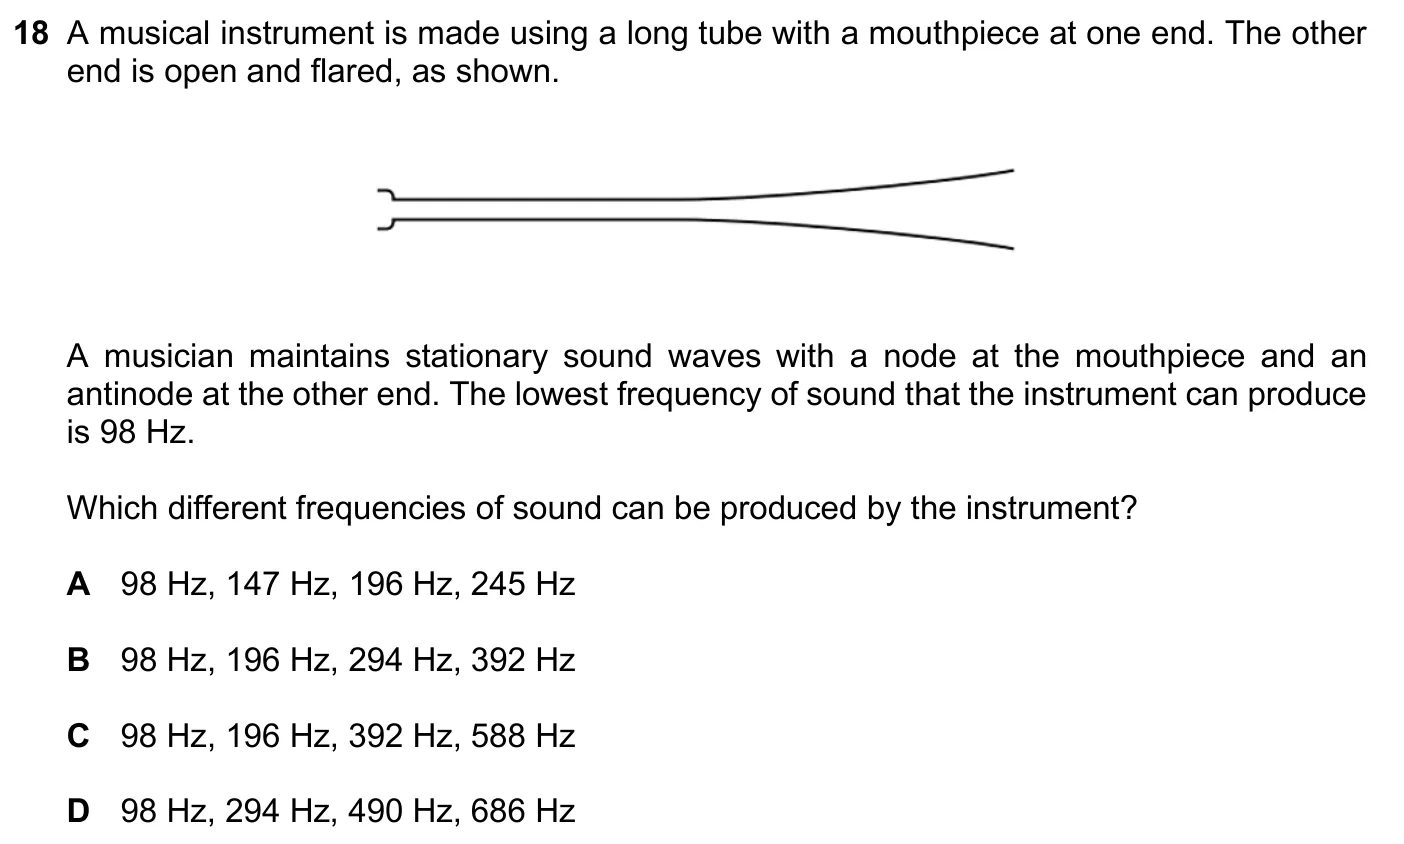 18 A musical instrument is made using a long tube with a mouthpiece at one end. The other
end is open and flared, as shown.
A musician maintains stationary sound waves with a node at the mouthpiece and an
antinode at the other end. The lowest frequency of sound that the instrument can produce
is 98 Hz.
Which different frequencies of sound can be produced by the instrument?
A 98 Hz, 147 Hz, 196 Hz, 245 Hz
B 98 Hz, 196 Hz, 294 Hz, 392 Hz
C 98 Hz, 196 Hz, 392 Hz, 588 Hz
D 98 Hz, 294 Hz, 490 Hz, 686 Hz